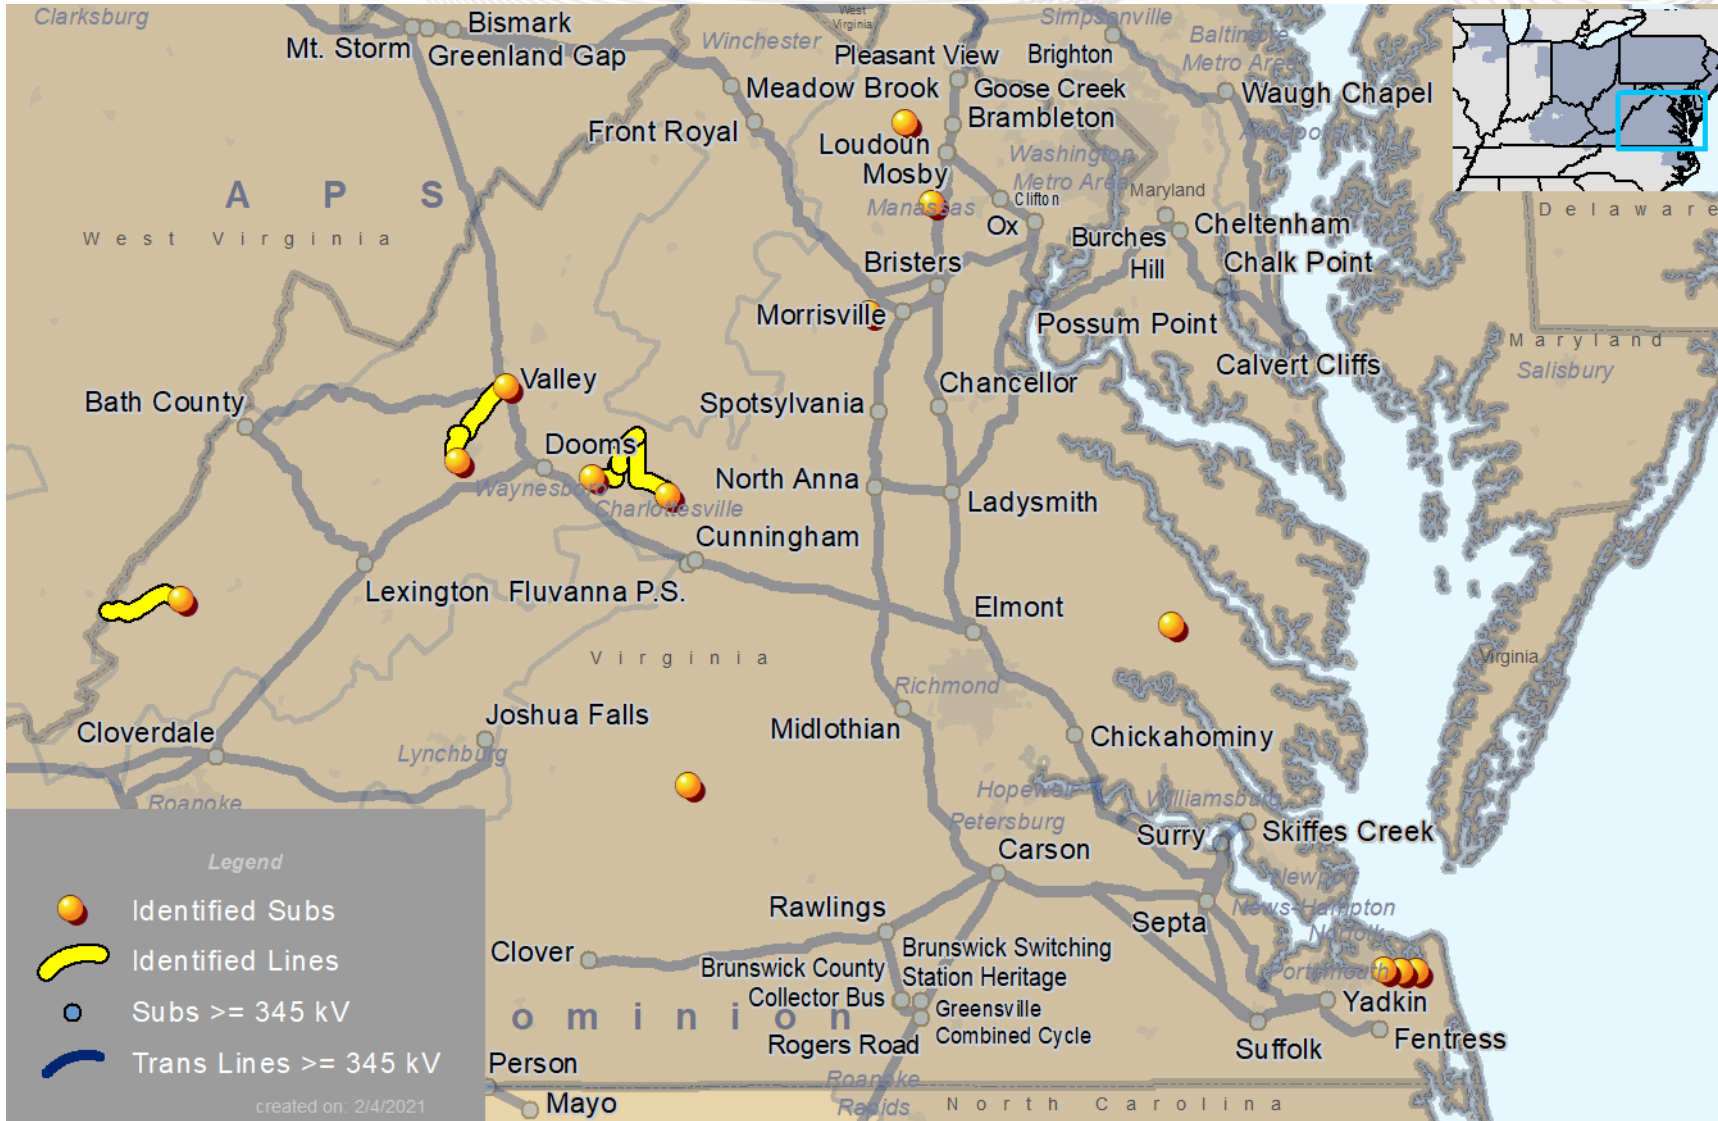 Clarksburg
Bismark
Mt. Storm
Greenland Gap
Winchester
West
Virginia
Simpsonville
Baltimore
Metro Area
Pleasant View
Brighton
Meadow Brook
Goose Creek
Waugh Chapel
Front Royal
Brambleton
Annapolis
Loudoun
Washington
Metro Area
Mosby
Maryland
Manassas
Clifton
Ox
A P S
West Virginia
Burches
Hill
Cheltenham
Delaware
Bristers
Chalk Point
Morrisville
Possum Point
Maryland
Salisbury
Calvert Cliffs
Valley
Chancellor
Bath County
Spotsylvania
Dooms
Waynesboro
North Anna
Charlottesville
Ladysmith
Cunningham
Lexington
Fluvanna P.S.
Elmont
Virginia
Virginia
Richmond
Joshua Falls
Midlothian
Cloverdale
Lynchburg
Chickahominy
Roanoke
Hopewell
Williamsburg
Petersburg
Surry
Skiffes Creek
Carson
Newport
News-Hampton
Norfolk
Rawlings
Septa
Clover
Brunswick Switching
Station Heritage
Brunswick County
Collector Bus
Portsmouth
Yadkin
ominion
Greensville
Combined Cycle
Rogers Road
Suffolk
Fentress
Person
Roanoke
Rapids
Mayo
North Carolina
Legend
Identified Subs
Identified Lines
Subs >= 345 kV
Trans Lines >= 345 kV
created on: 2/4/2021